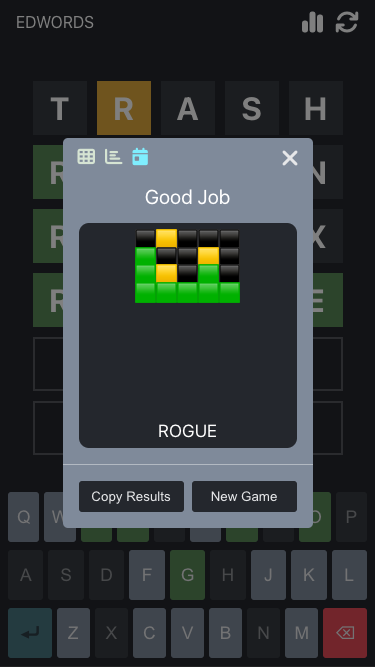 EDWORDS
T R A S H
R N
R X
R E
Good Job
ROGUE
Copy Results New Game
Q W O P
A S D F G H J K L
Z X C V B N M